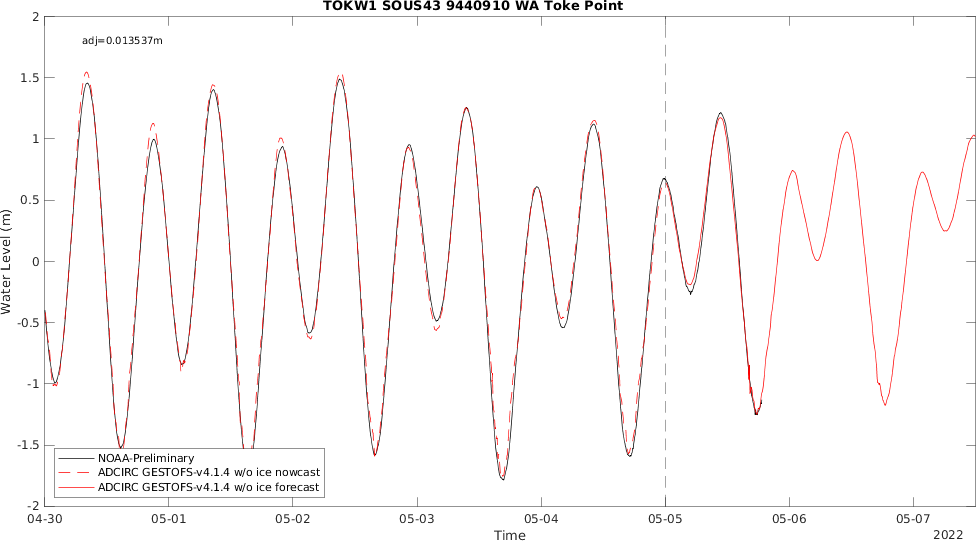 TOKW1 SOUS43 9440910 WA Toke Point
adj=0.013537m
Water Level (m)
2
1.5
1
0.5
0
-0.5
-1
-1.5
-2
NOAA-Preliminary
ADCIRC GESTOFS-v4.1.4 w/o ice nowcast
ADCIRC GESTOFS-v4.1.4 w/o ice forecast
04-30 05-01 05-02 05-03 05-04 05-05 05-06 05-07
Time
2022